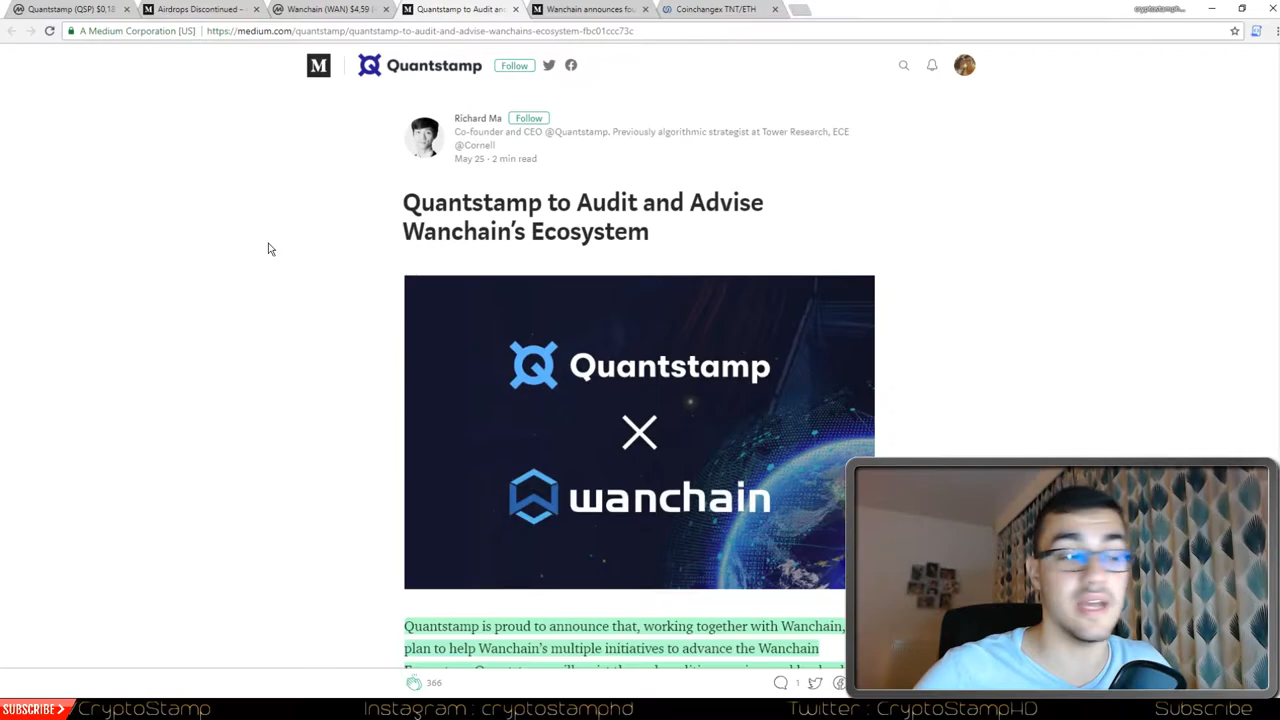 Quantstamp (QSP) $0,18
Airdrops Discontinued –
Wanchain (WAN) $4,59
Quantstamp to Audit and
Wanchain announces fou
Coinchangex TNT/ETH
A Medium Corporation [US]
https://medium.com/quantstamp/quantstamp-to-audit-and-advise-wanchains-ecosystem-fbc01ccc73c
M
Quantstamp
Follow
Richard Ma
Follow
Co-founder and CEO @Quantstamp. Previously algorithmic strategist at Tower Research, ECE
@Cornell
May 25 · 2 min read
Quantstamp to Audit and Advise
Wanchain’s Ecosystem
Quantstamp
wanchain
Quantstamp is proud to announce that, working together with Wanchain,
plan to help Wanchain’s multiple initiatives to advance the Wanchain
366
1
SUBSCRIBE
CryptoStamp
Instagram : cryptostamphd
Twitter : CryptoStampHD
Subscribe